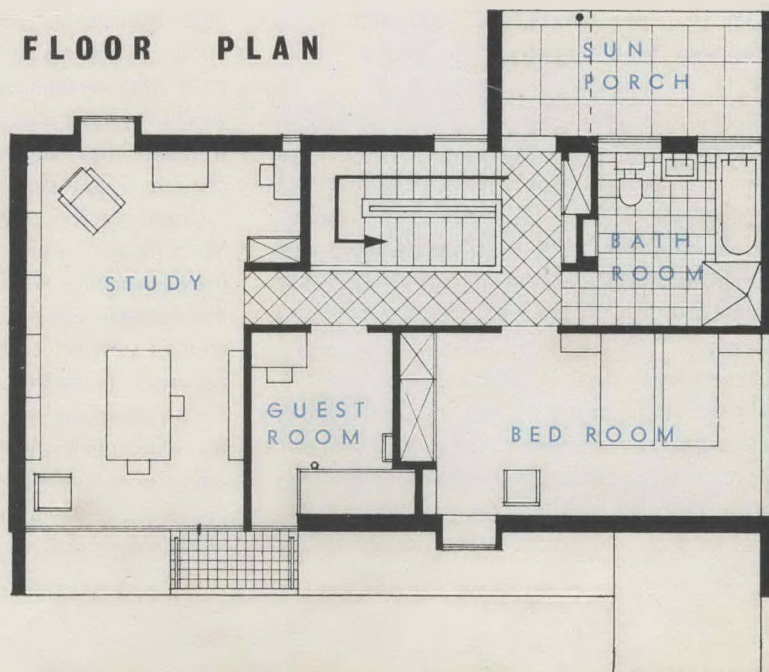 FLOOR PLAN
SUN
PORCH
STUDY
BATH
ROOM
GUEST
ROOM
BED ROOM